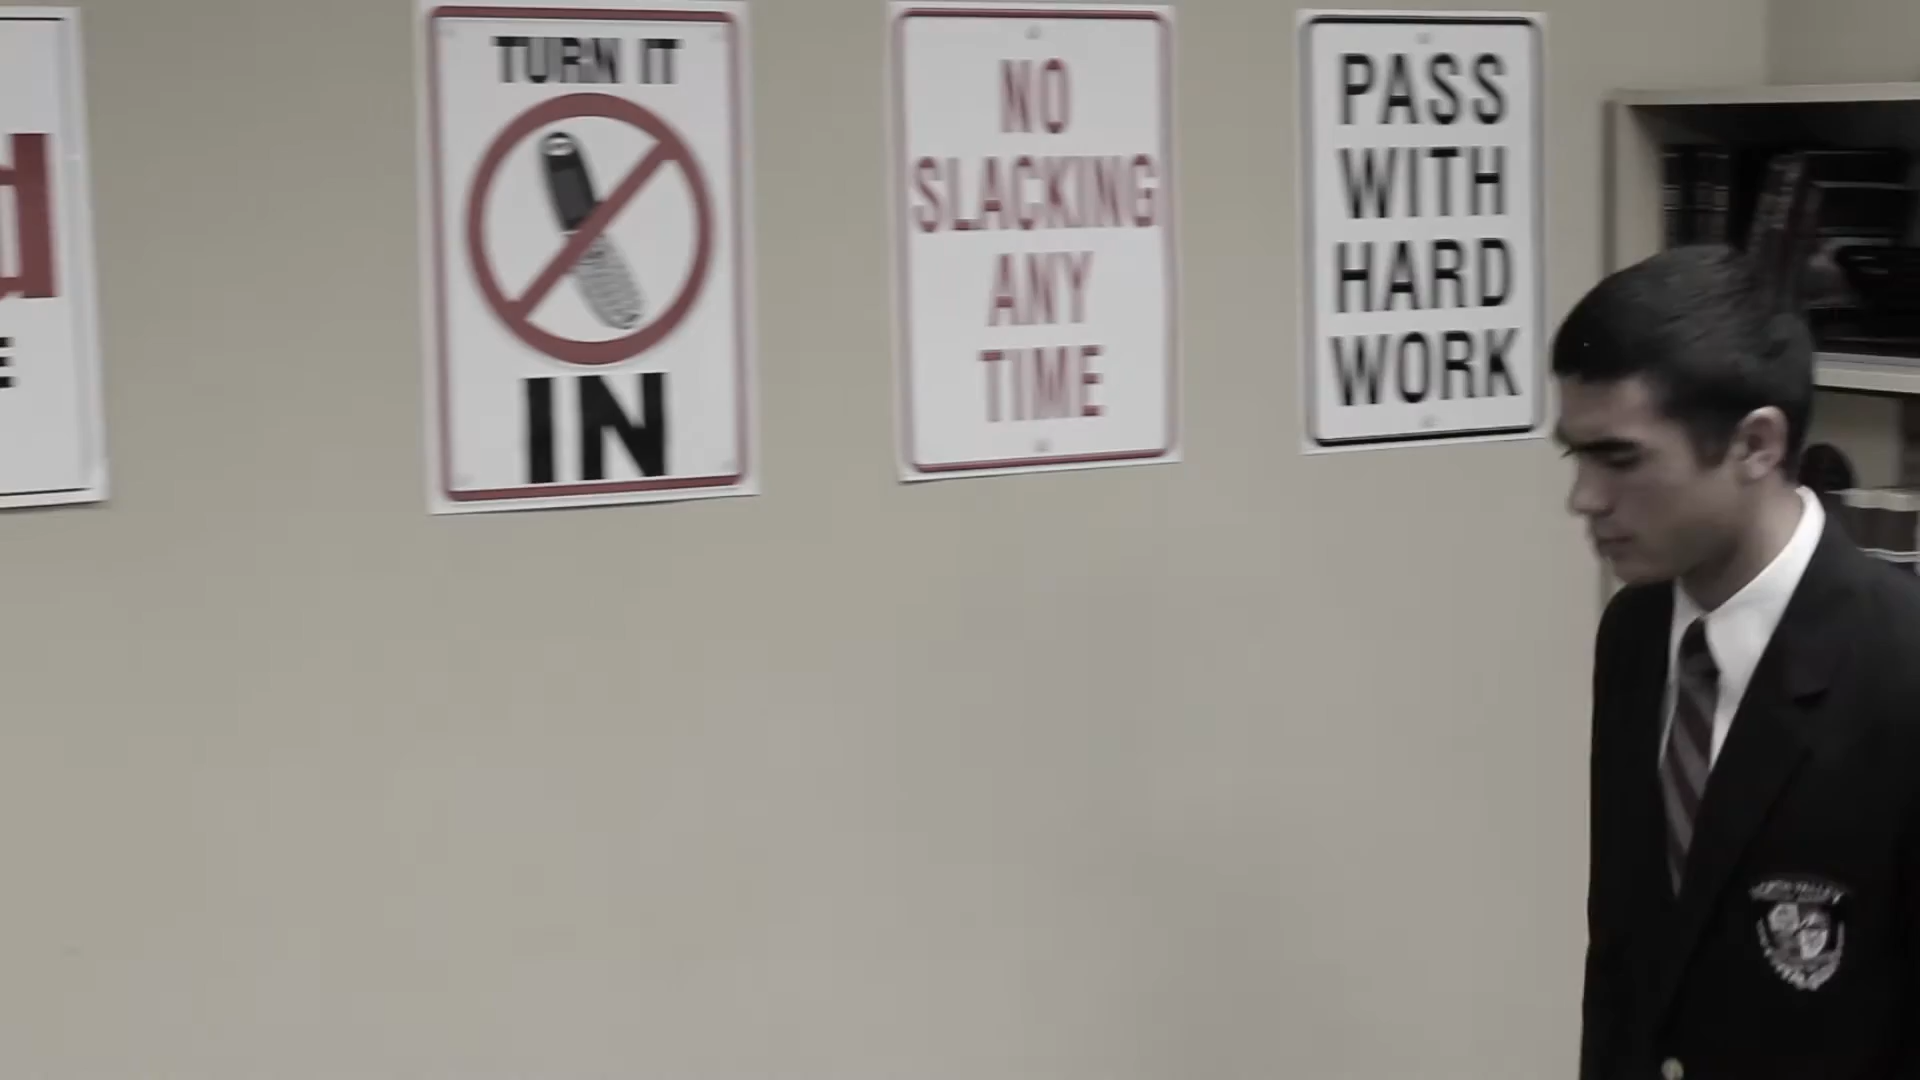 TURN IT
IN
NO
SLACKING
ANY
TIME
PASS
WITH
HARD
WORK